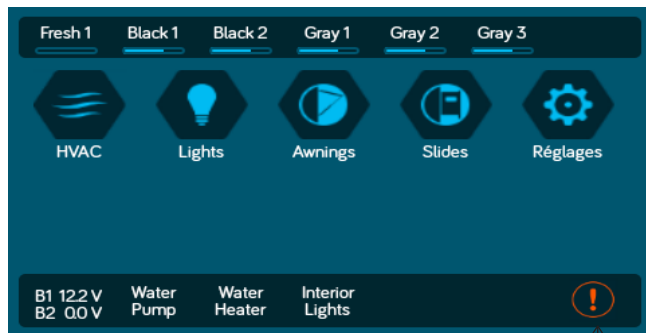 Fresh 1 Black 1 Black 2 Gray 1 Gray 2 Gray 3
HVAC Lights Awnings Slides Réglages
B1 12.2 V
B2 0.0 V
Water Pump
Water Heater
Interior Lights
!